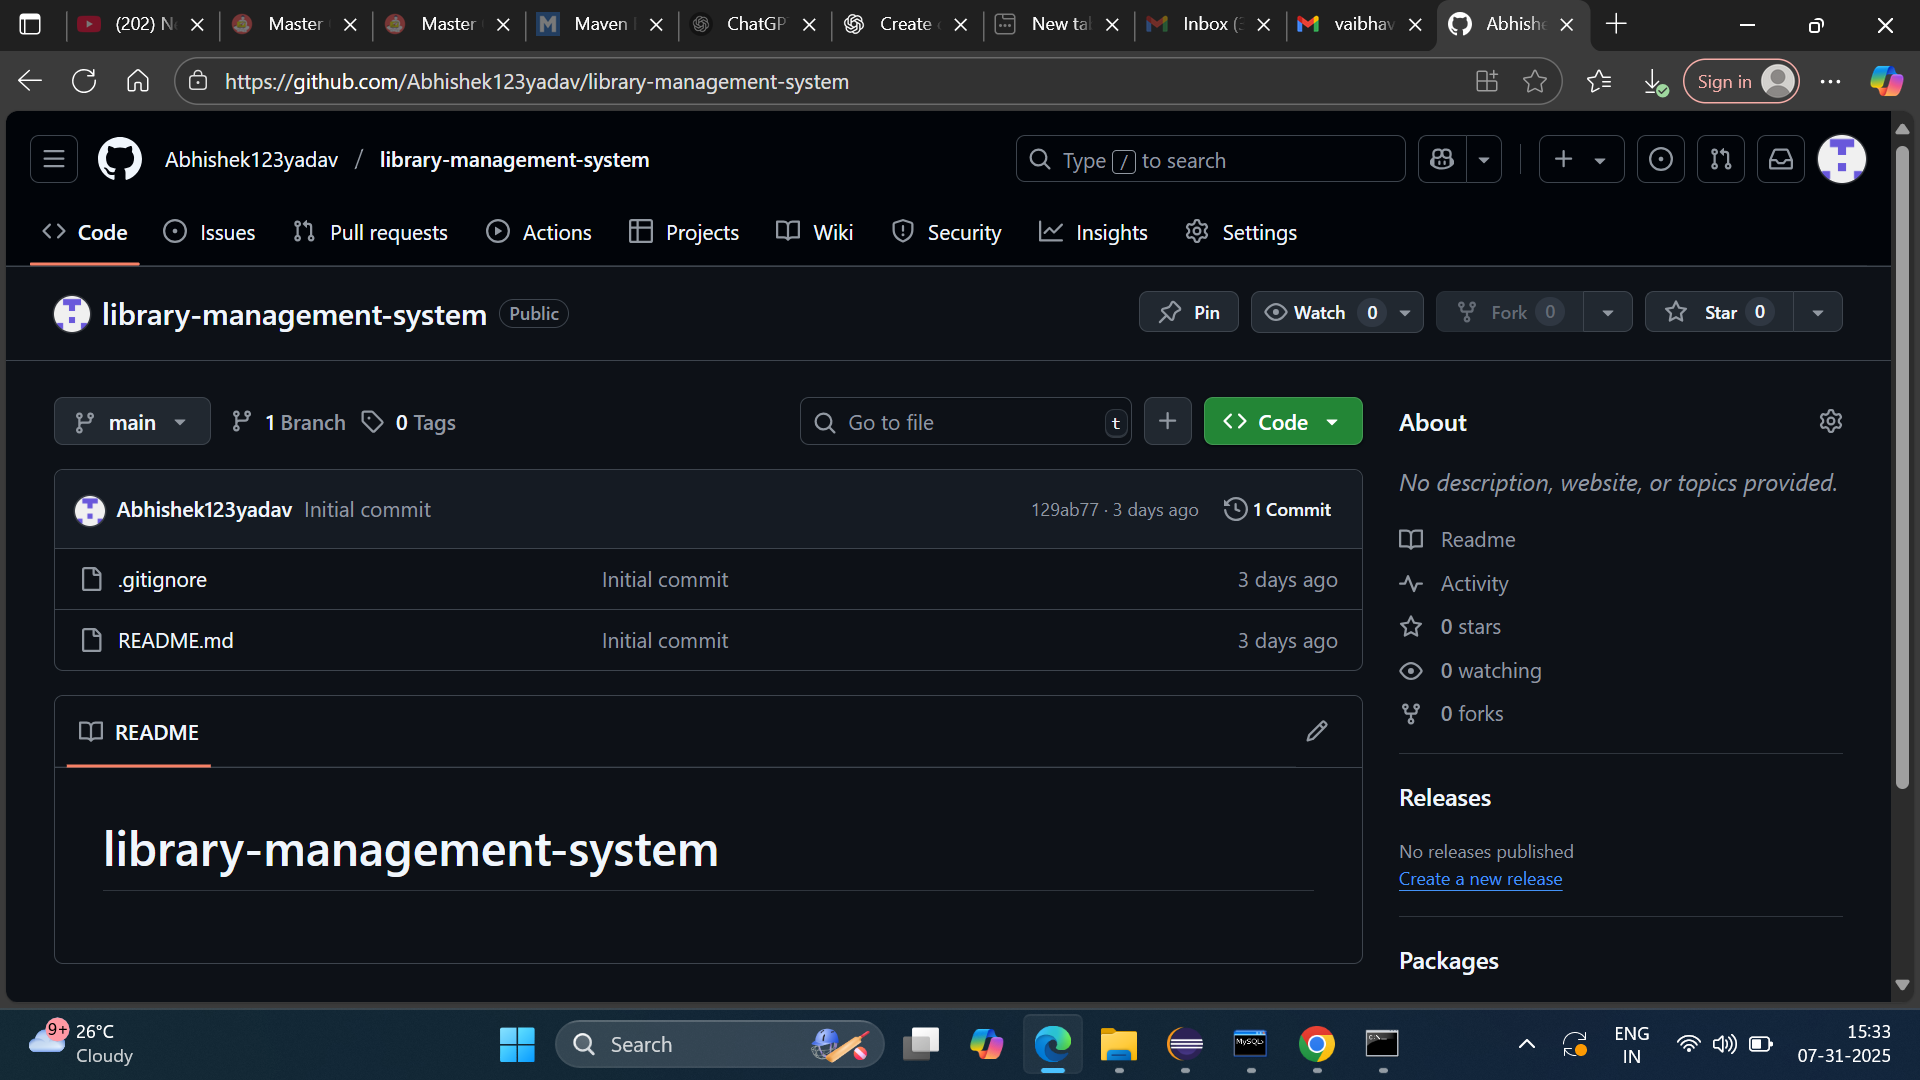 (202) N
Master
Master
Maven
ChatGP
Create
New tal
Inbox (
vaibhav
Abhishe
https://github.com/Abhishek123yadav/library-management-system
Sign in
Abhishek123yadav / library-management-system
Type / to search
Code
Issues
Pull requests
Actions
Projects
Wiki
Security
Insights
Settings
library-management-system Public
Pin
Watch 0
Fork 0
Star 0
main
1 Branch
0 Tags
Go to file t
Code
Abhishek123yadav Initial commit
129ab77 · 3 days ago
1 Commit
.gitignore Initial commit 3 days ago
README.md Initial commit 3 days ago
README
library-management-system
About
No description, website, or topics provided.
Readme
Activity
0 stars
0 watching
0 forks
Releases
No releases published
Create a new release
Packages
9+
26°C
Cloudy
Search
MySQL
ENG
IN
15:33
07-31-2025